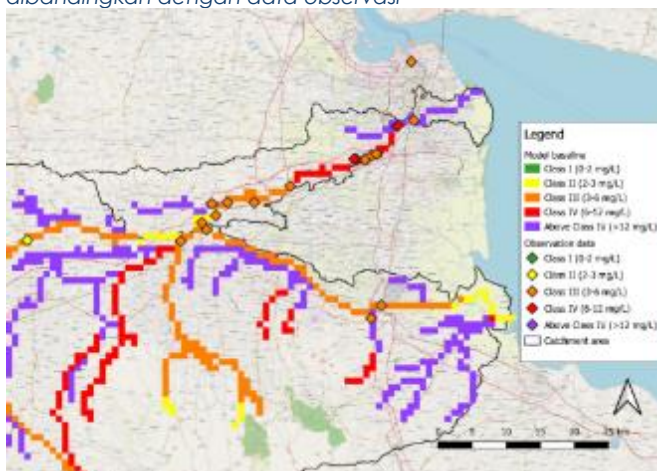 dibandingkan dengan data observasi
Legend
Model baseline
Class I (0-2 mg/L)
Class II (2-3 mg/L)
Class III (3-6 mg/L)
Class IV (6-12 mg/L)
Above Class IV (>12 mg/L)
Observation data
Class I (0-2 mg/L)
Class II (2-3 mg/L)
Class III (3-6 mg/L)
Class IV (6-12 mg/L)
Above Class IV (>12 mg/L)
Catchment area
0 5 10 15 20 25 km